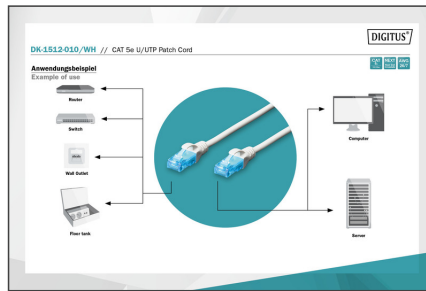 DIGITUS®
DK-1512-010/WH // CAT 5e U/UTP Patch Cord
Anwendungsbeispiel
Example of use
Router
Switch
Wall Outlet
Floor tank
Computer
Server